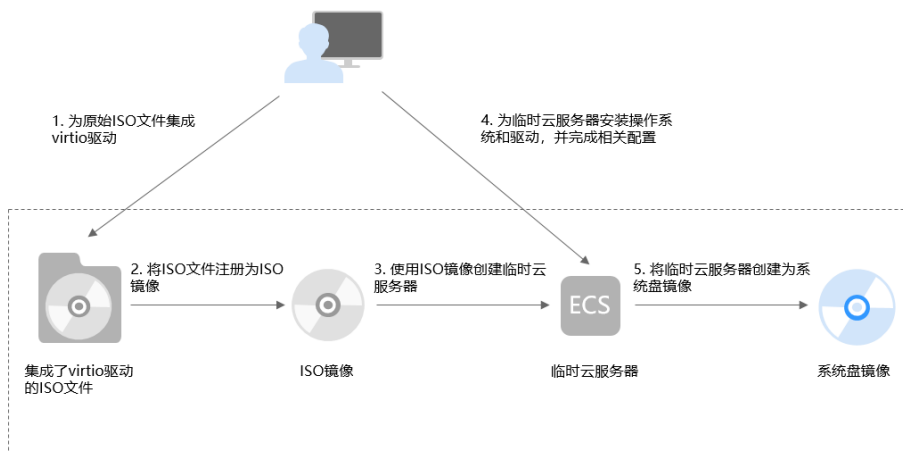 1. 为原始ISO文件集成
virtio驱动
4. 为临时云服务器安装操作系
统和驱动，并完成相关配置
2. 将ISO文件注册为ISO
镜像
3. 使用ISO镜像创建临时云
服务器
ECS
5. 将临时云服务器创建为系
统盘镜像
集成了virtio驱动
的ISO文件
ISO镜像
临时云服务器
系统盘镜像